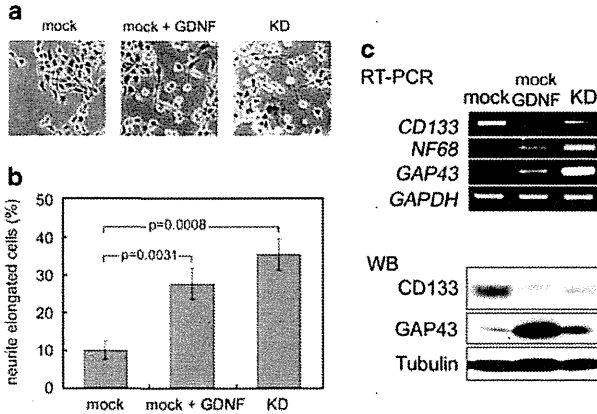 a
mock
mock + GDNF
KD
b
neurite elongated cells (%)
50
40
30
20
10
0
p=0.0008
p=0.0031
mock
mock + GDNF
KD
c
RT-PCR
mock
mock GDNF
KD
CD133
NF68
GAP43
GAPDH
WB
CD133
GAP43
Tubulin